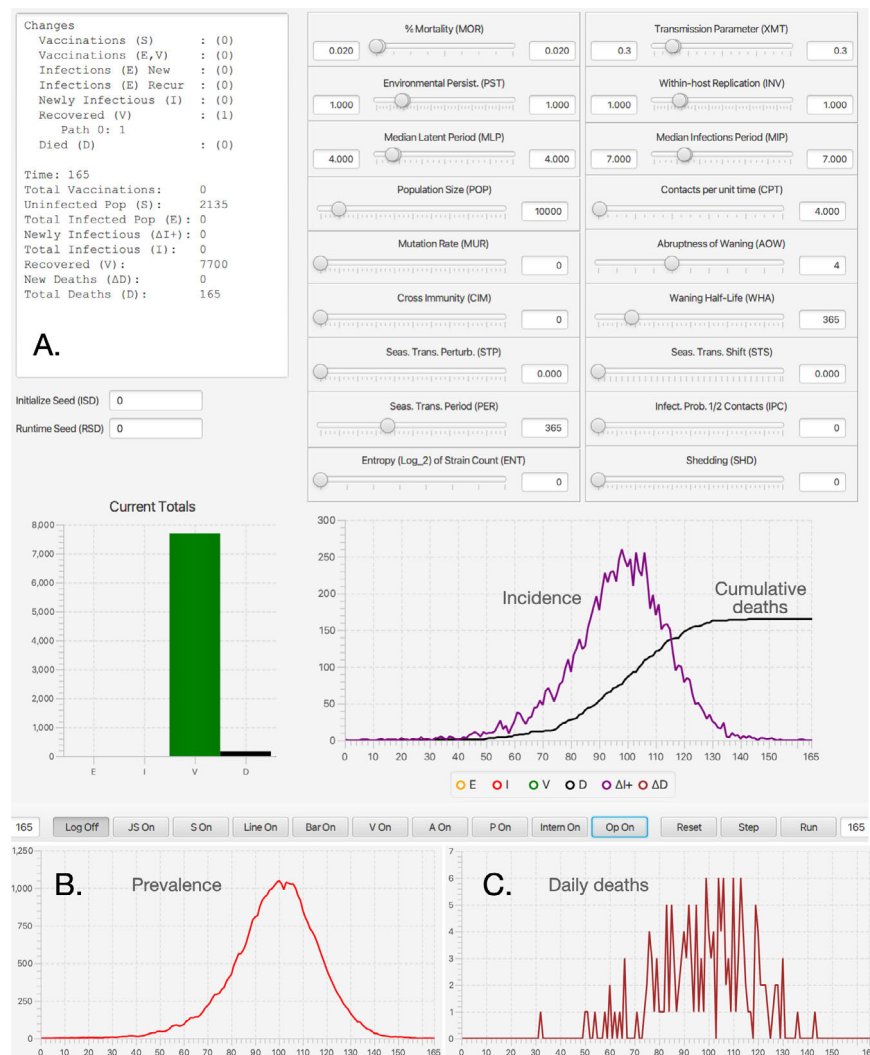 Changes
Vaccinations (S) : (0)
Vaccinations (E,V) : (0)
Infections (E) New : (0)
Infections (E) Recur : (0)
Newly Infectious (I) : (0)
Recovered (V) : (1)
Path 0: 1
Died (D) : (0)
Time: 165
Total Vaccinations: 0
Uninfected Pop (S): 2135
Total Infected Pop (E): 0
Newly Infectious (ΔI+): 0
Total Infectious (I): 0
Recovered (V): 7700
New Deaths (ΔD): 0
Total Deaths (D): 165
A.
Initialize Seed (ISD) 0
Runtime Seed (RSD) 0
% Mortality (MOR)
0.020 0.020
Transmission Parameter (XMT)
0.3 0.3
Environmental Persist. (PST)
1.000 1.000
Within-host Replication (INV)
1.000 1.000
Median Latent Period (MLP)
4.000 4.000
Median Infections Period (MIP)
7.000 7.000
Population Size (POP)
10000
Contacts per unit time (CPT)
4.000
Mutation Rate (MUR)
0
Abruptness of Waning (AOW)
4
Cross Immunity (CIM)
0
Waning Half-Life (WHA)
365
Seas. Trans. Perturb. (STP)
0.000
Seas. Trans. Shift (STS)
0.000
Seas. Trans. Period (PER)
365
Infect. Prob. 1/2 Contacts (IPC)
0
Entropy (Log_2) of Strain Count (ENT)
0
Shedding (SHD)
0
Current Totals
8,000
7,000
6,000
5,000
4,000
3,000
2,000
1,000
0
E I V D
300
250
200
150
100
50
0
Incidence
Cumulative
deaths
0 10 20 30 40 50 60 70 80 90 100 110 120 130 140 150 165
E I V D ΔI+ ΔD
165 Log Off JS On S On Line On Bar On V On A On P On Intern On Op On Reset Step Run 165
1,250
1,000
750
500
250
0
B. Prevalence
0 10 20 30 40 50 60 70 80 90 100 110 120 130 140 150 165
7
6
5
4
3
2
1
0
C. Daily deaths
0 10 20 30 40 50 60 70 80 90 100 110 120 130 140 150